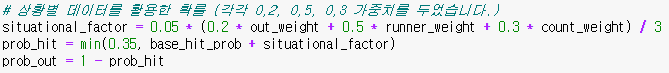 # 상황별 데이터를 활용한 확률 (각각 0,2, 0,5, 0,3 가중치를 두었습니다.)
situational_factor = 0.05 * (0.2 * out_weight + 0.5 * runner_weight + 0.3 * count_weight) / 3
prob_hit = min(0.35, base_hit_prob + situational_factor)
prob_out = 1 - prob_hit